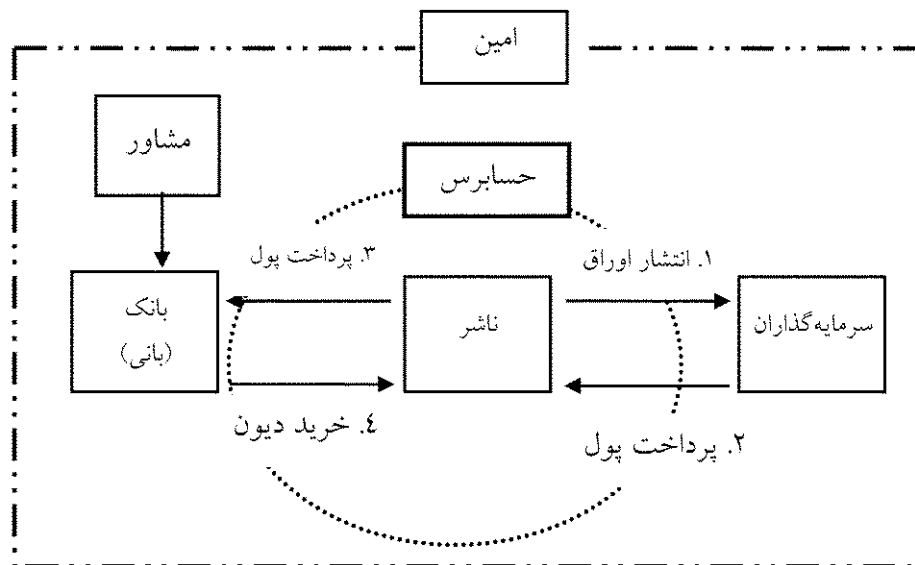 امین
مشاور
حسابرس
۳. پرداخت پول
۱. انتشار اوراق
بانک
(بانی)
ناشر
سرمایه‌گذاران
۴. خرید دیون
۲. پرداخت پول